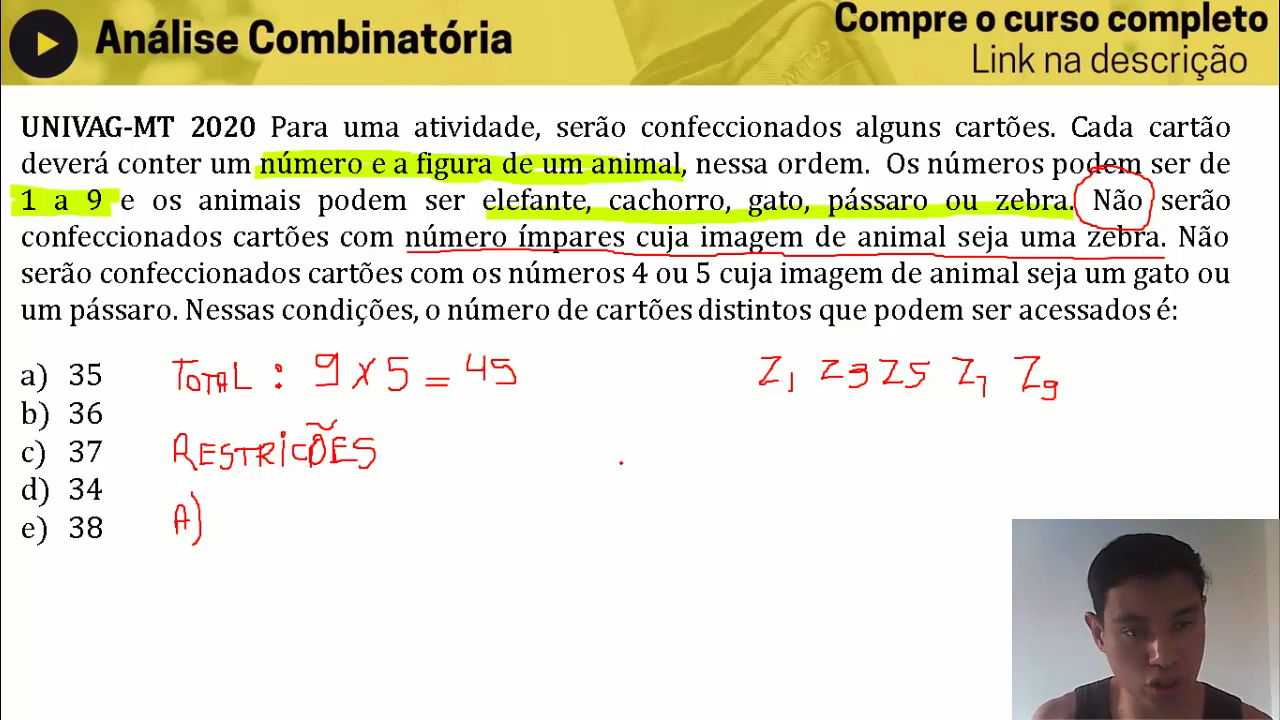 Análise Combinatória
Compre o curso completo
Link na descrição
UNIVAG-MT 2020 Para uma atividade, serão confeccionados alguns cartões. Cada cartão
deverá conter um número e a figura de um animal, nessa ordem. Os números podem ser de
1 a 9 e os animais podem ser elefante, cachorro, gato, pássaro ou zebra. Não serão
confeccionados cartões com número ímpares cuja imagem de animal seja uma zebra. Não
serão confeccionados cartões com os números 4 ou 5 cuja imagem de animal seja um gato ou
um pássaro. Nessas condições, o número de cartões distintos que podem ser acessados é:
a) 35
b) 36
c) 37
d) 34
e) 38
TOTAL : 9 x 5 = 45
Z1 Z3 Z5 Z7 Z9
RESTRICÕES
A)